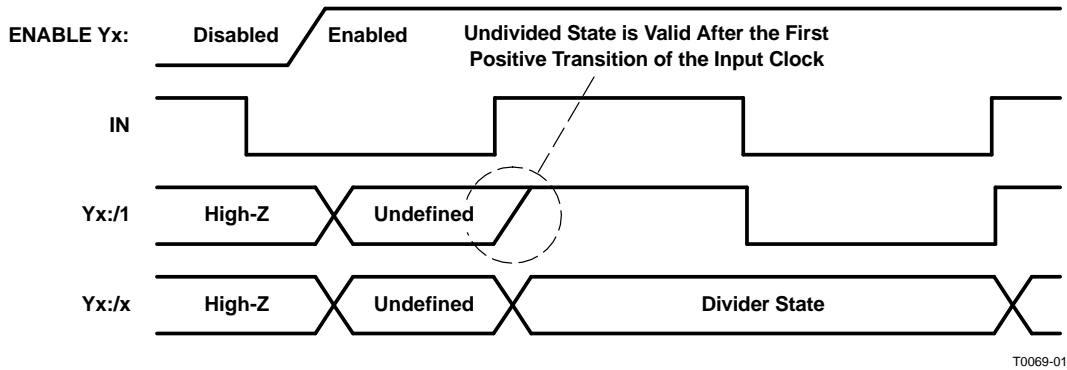 ENABLE Yx: Disabled Enabled Undivided State is Valid After the First
Positive Transition of the Input Clock
IN
Yx:/1 High-Z Undefined
Yx:/x High-Z Undefined Divider State
T0069-01